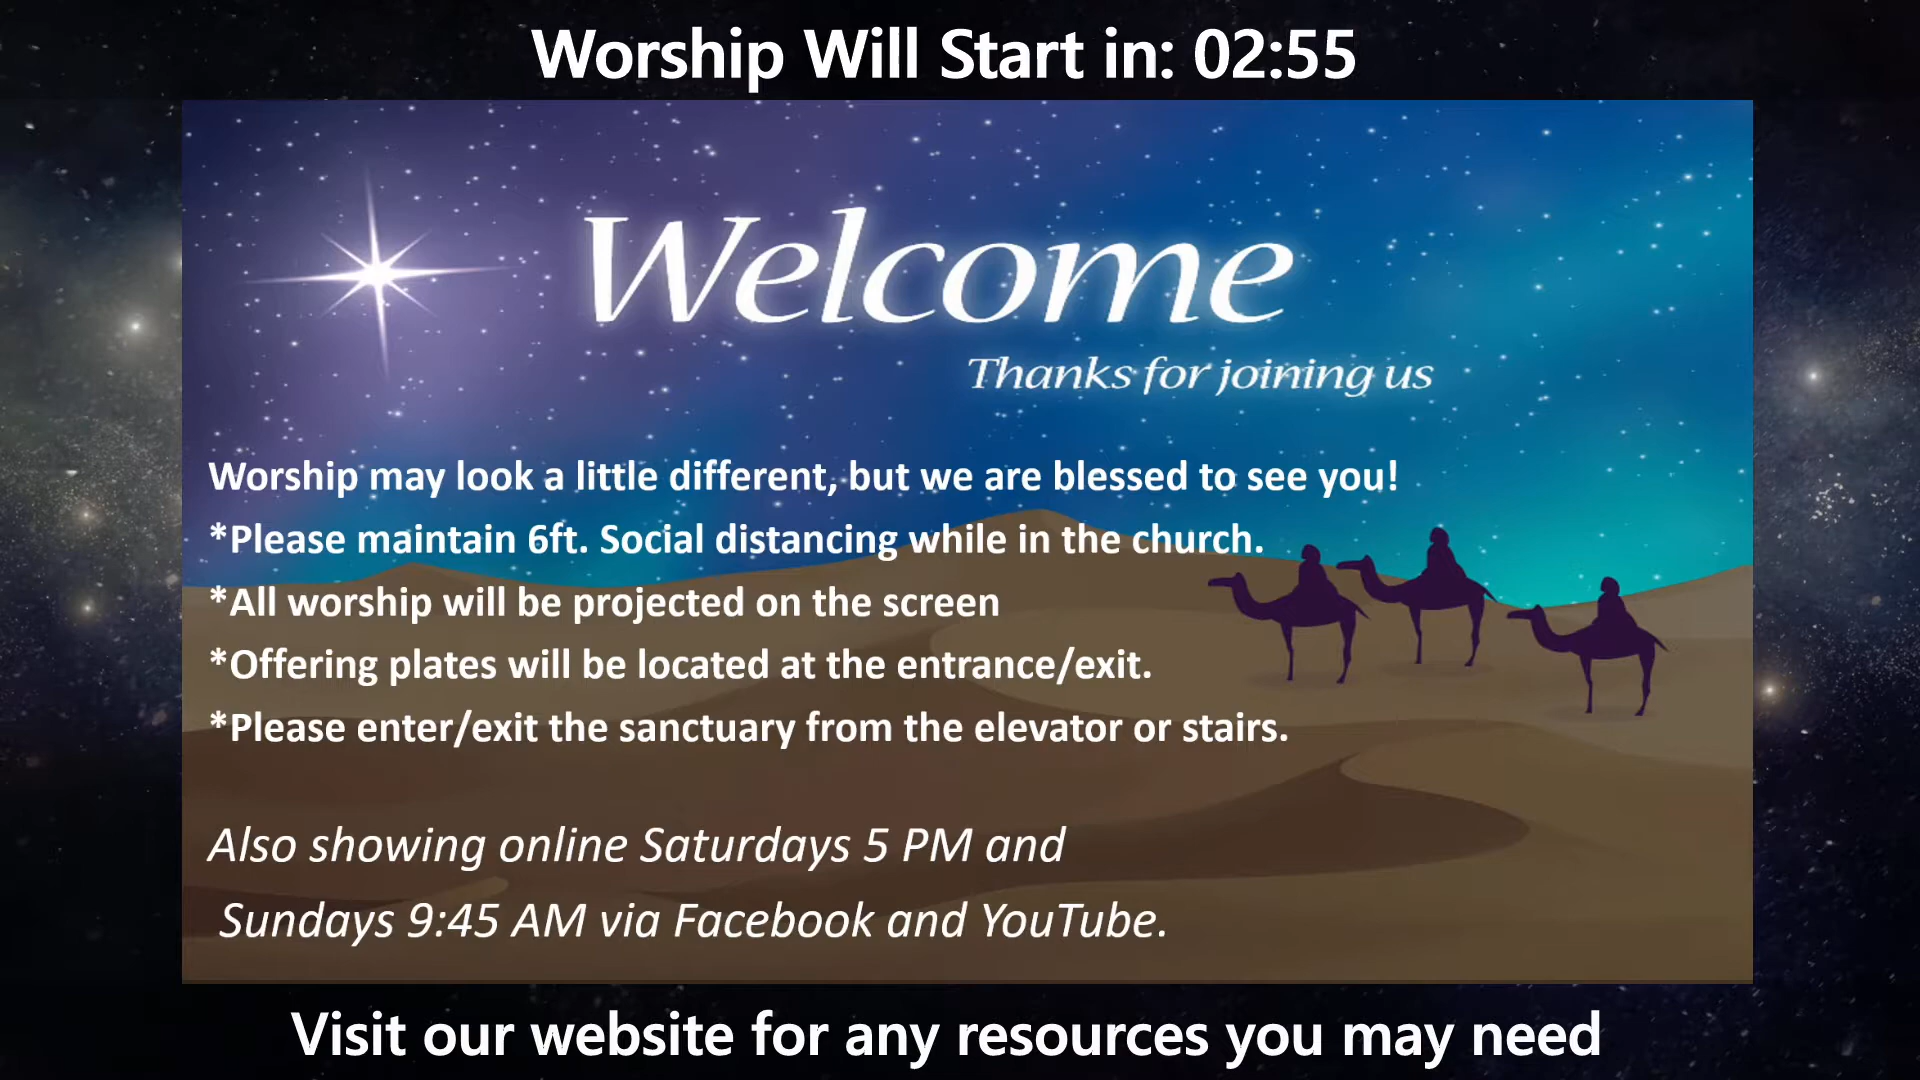 Worship Will Start in: 02:55
Welcome
Thanks for joining us
Worship may look a little different, but we are blessed to see you!
*Please maintain 6ft. Social distancing while in the church.
*All worship will be projected on the screen
*Offering plates will be located at the entrance/exit.
*Please enter/exit the sanctuary from the elevator or stairs.
Also showing online Saturdays 5 PM and
Sundays 9:45 AM via Facebook and YouTube.
Visit our website for any resources you may need